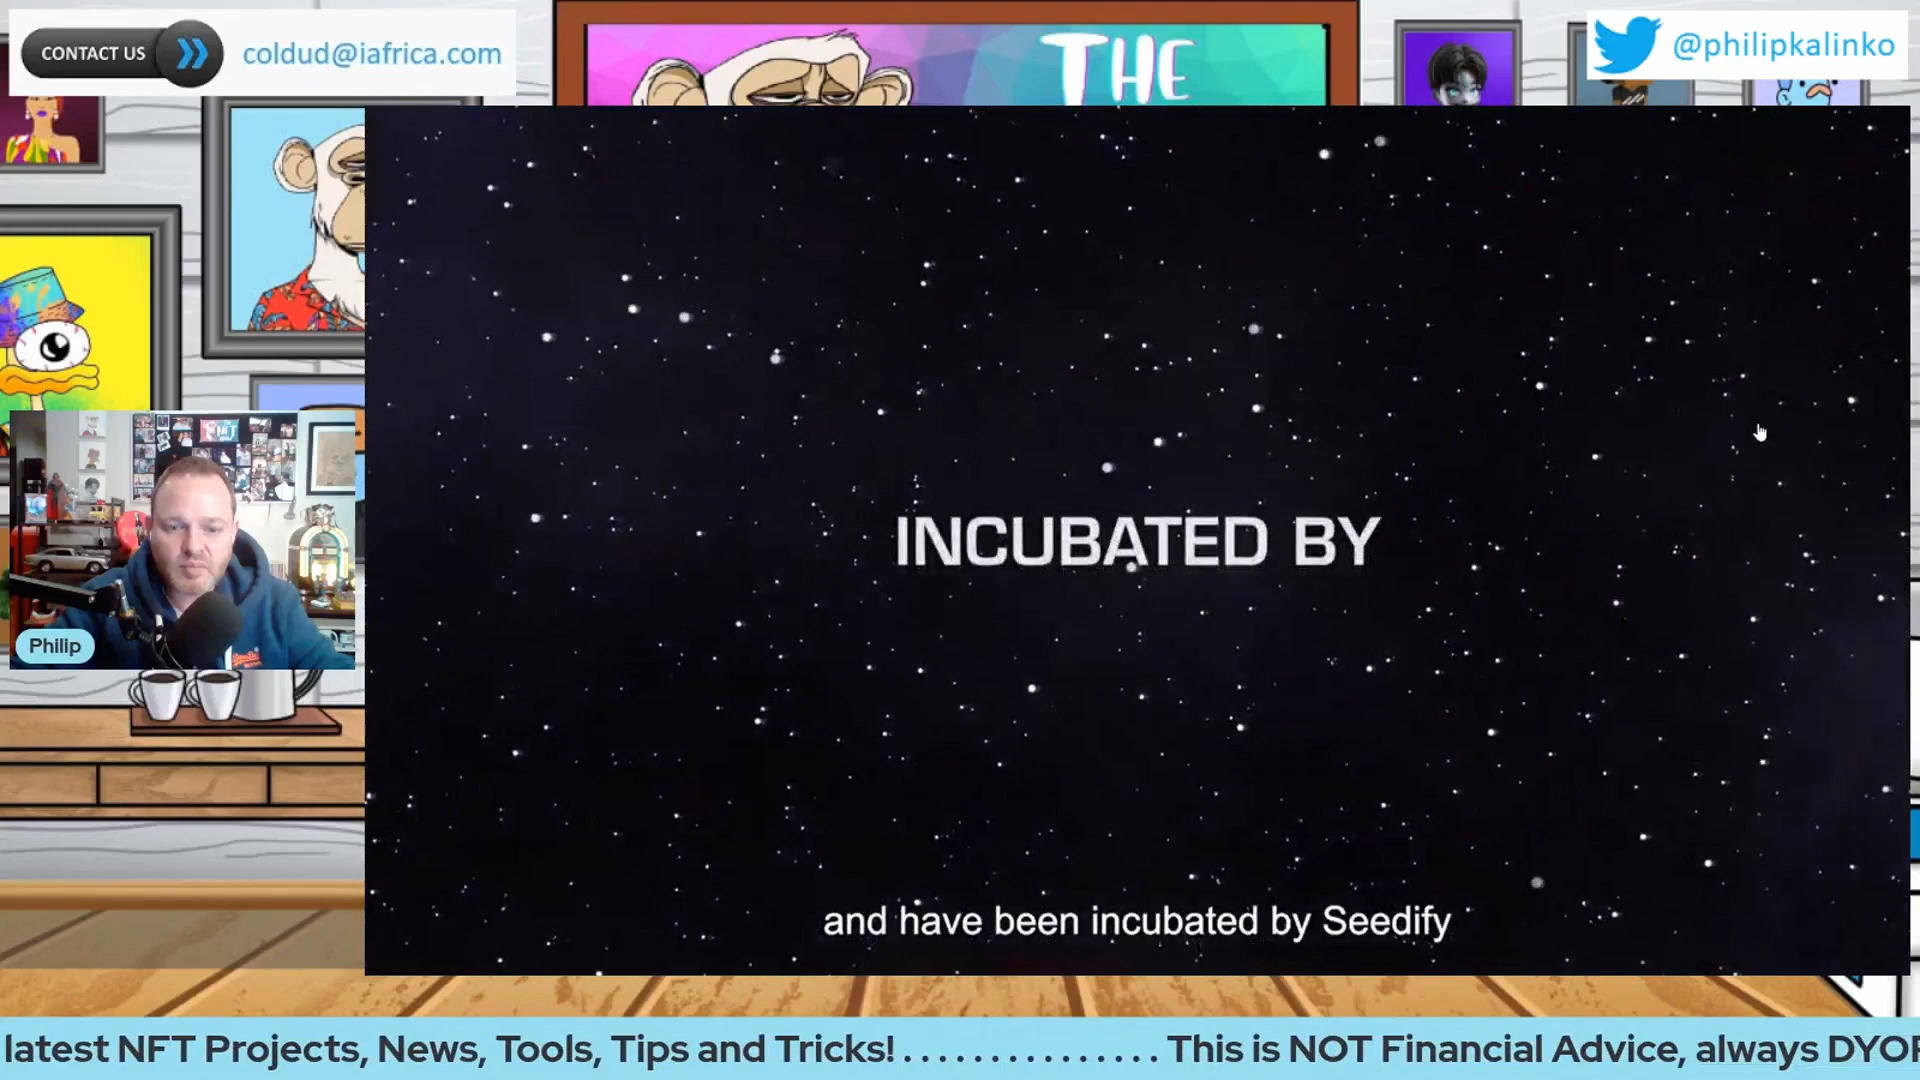 CONTACT US
coldud@iafrica.com
THE
@philipkalinko
INCUBATED BY
Philip
and have been incubated by Seedify
latest NFT Projects, News, Tools, Tips and Tricks! . . . . . . . . . . . . . . . This is NOT Financial Advice, always DYOR